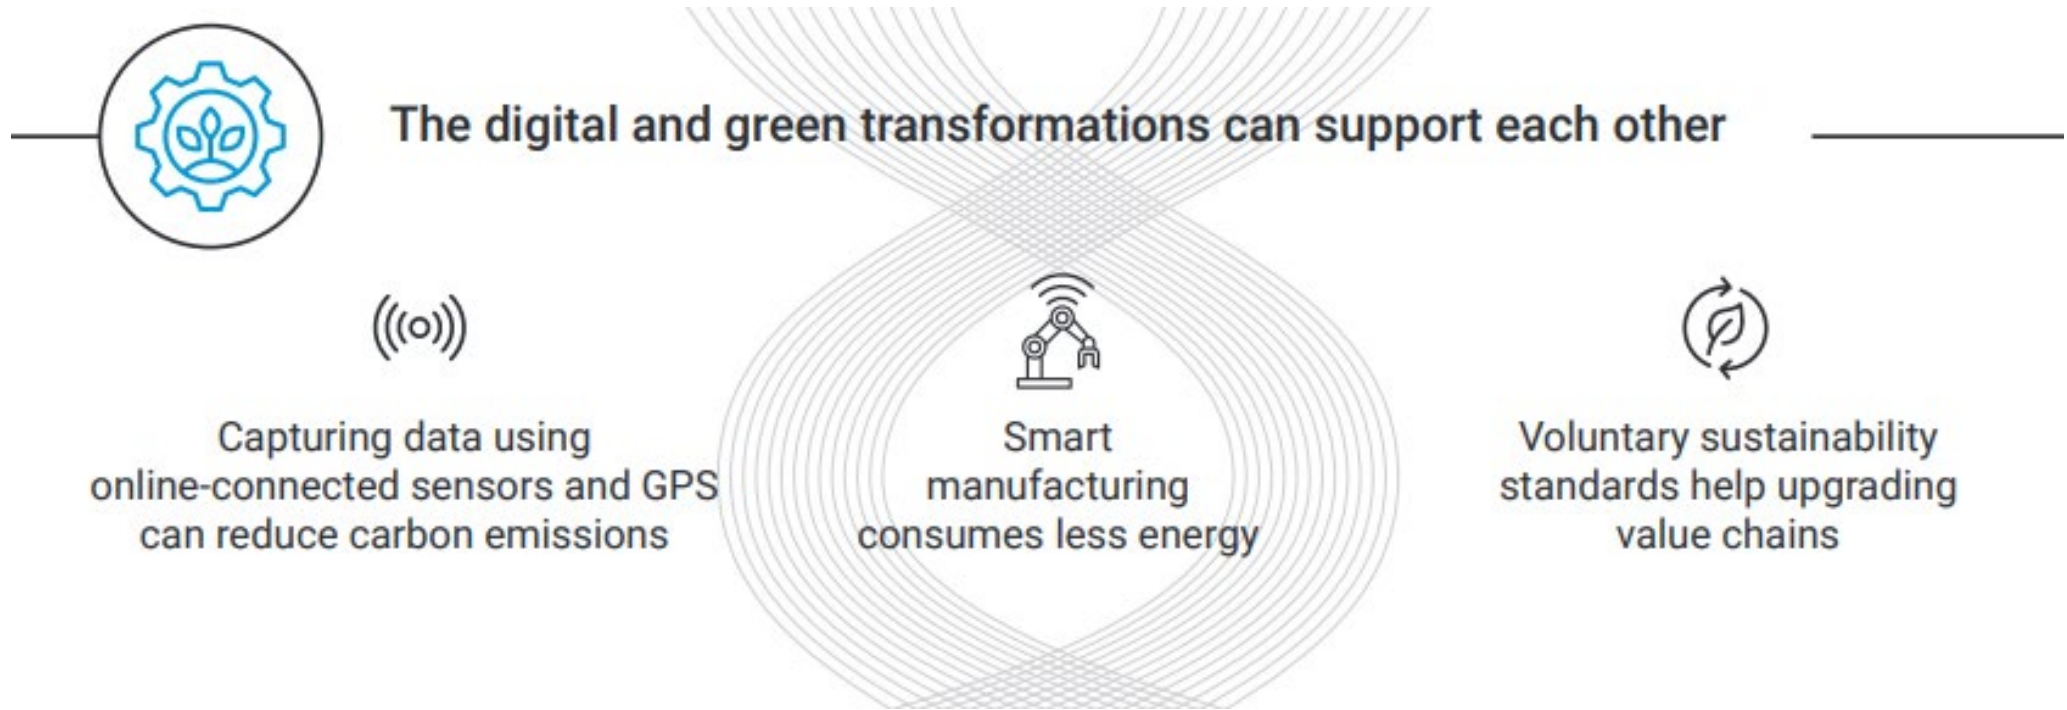 The digital and green transformations can support each other
Capturing data using
online-connected sensors and GPS
can reduce carbon emissions
Smart
manufacturing
consumes less energy
Voluntary sustainability
standards help upgrading
value chains